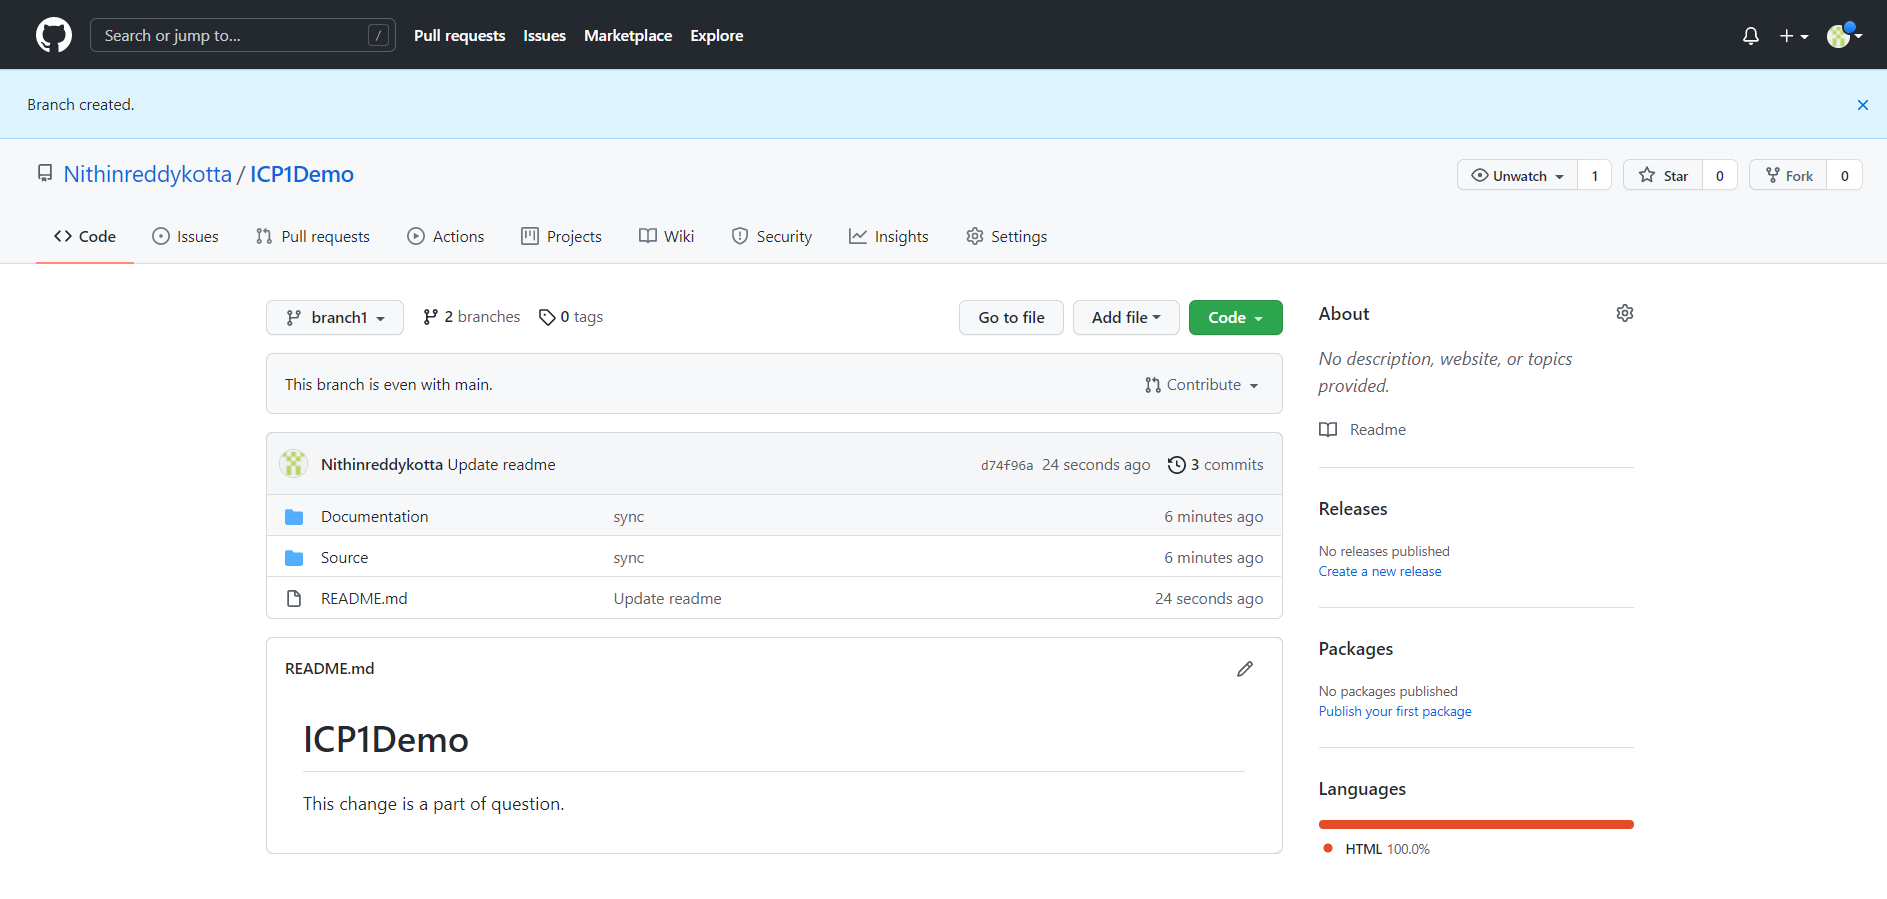 Search or jump to... /
Pull requests Issues Marketplace Explore
Branch created.
Nithinreddykotta / ICP1Demo
Unwatch 1 Star 0 Fork 0
Code Issues Pull requests Actions Projects Wiki Security Insights Settings
branch1 2 branches 0 tags Go to file Add file Code
This branch is even with main. Contribute
Nithinreddykotta Update readme d74f96a 24 seconds ago 3 commits
Documentation sync 6 minutes ago
Source sync 6 minutes ago
README.md Update readme 24 seconds ago
README.md
ICP1Demo
This change is a part of question.
About
No description, website, or topics
provided.
Readme
Releases
No releases published
Create a new release
Packages
No packages published
Publish your first package
Languages
HTML 100.0%